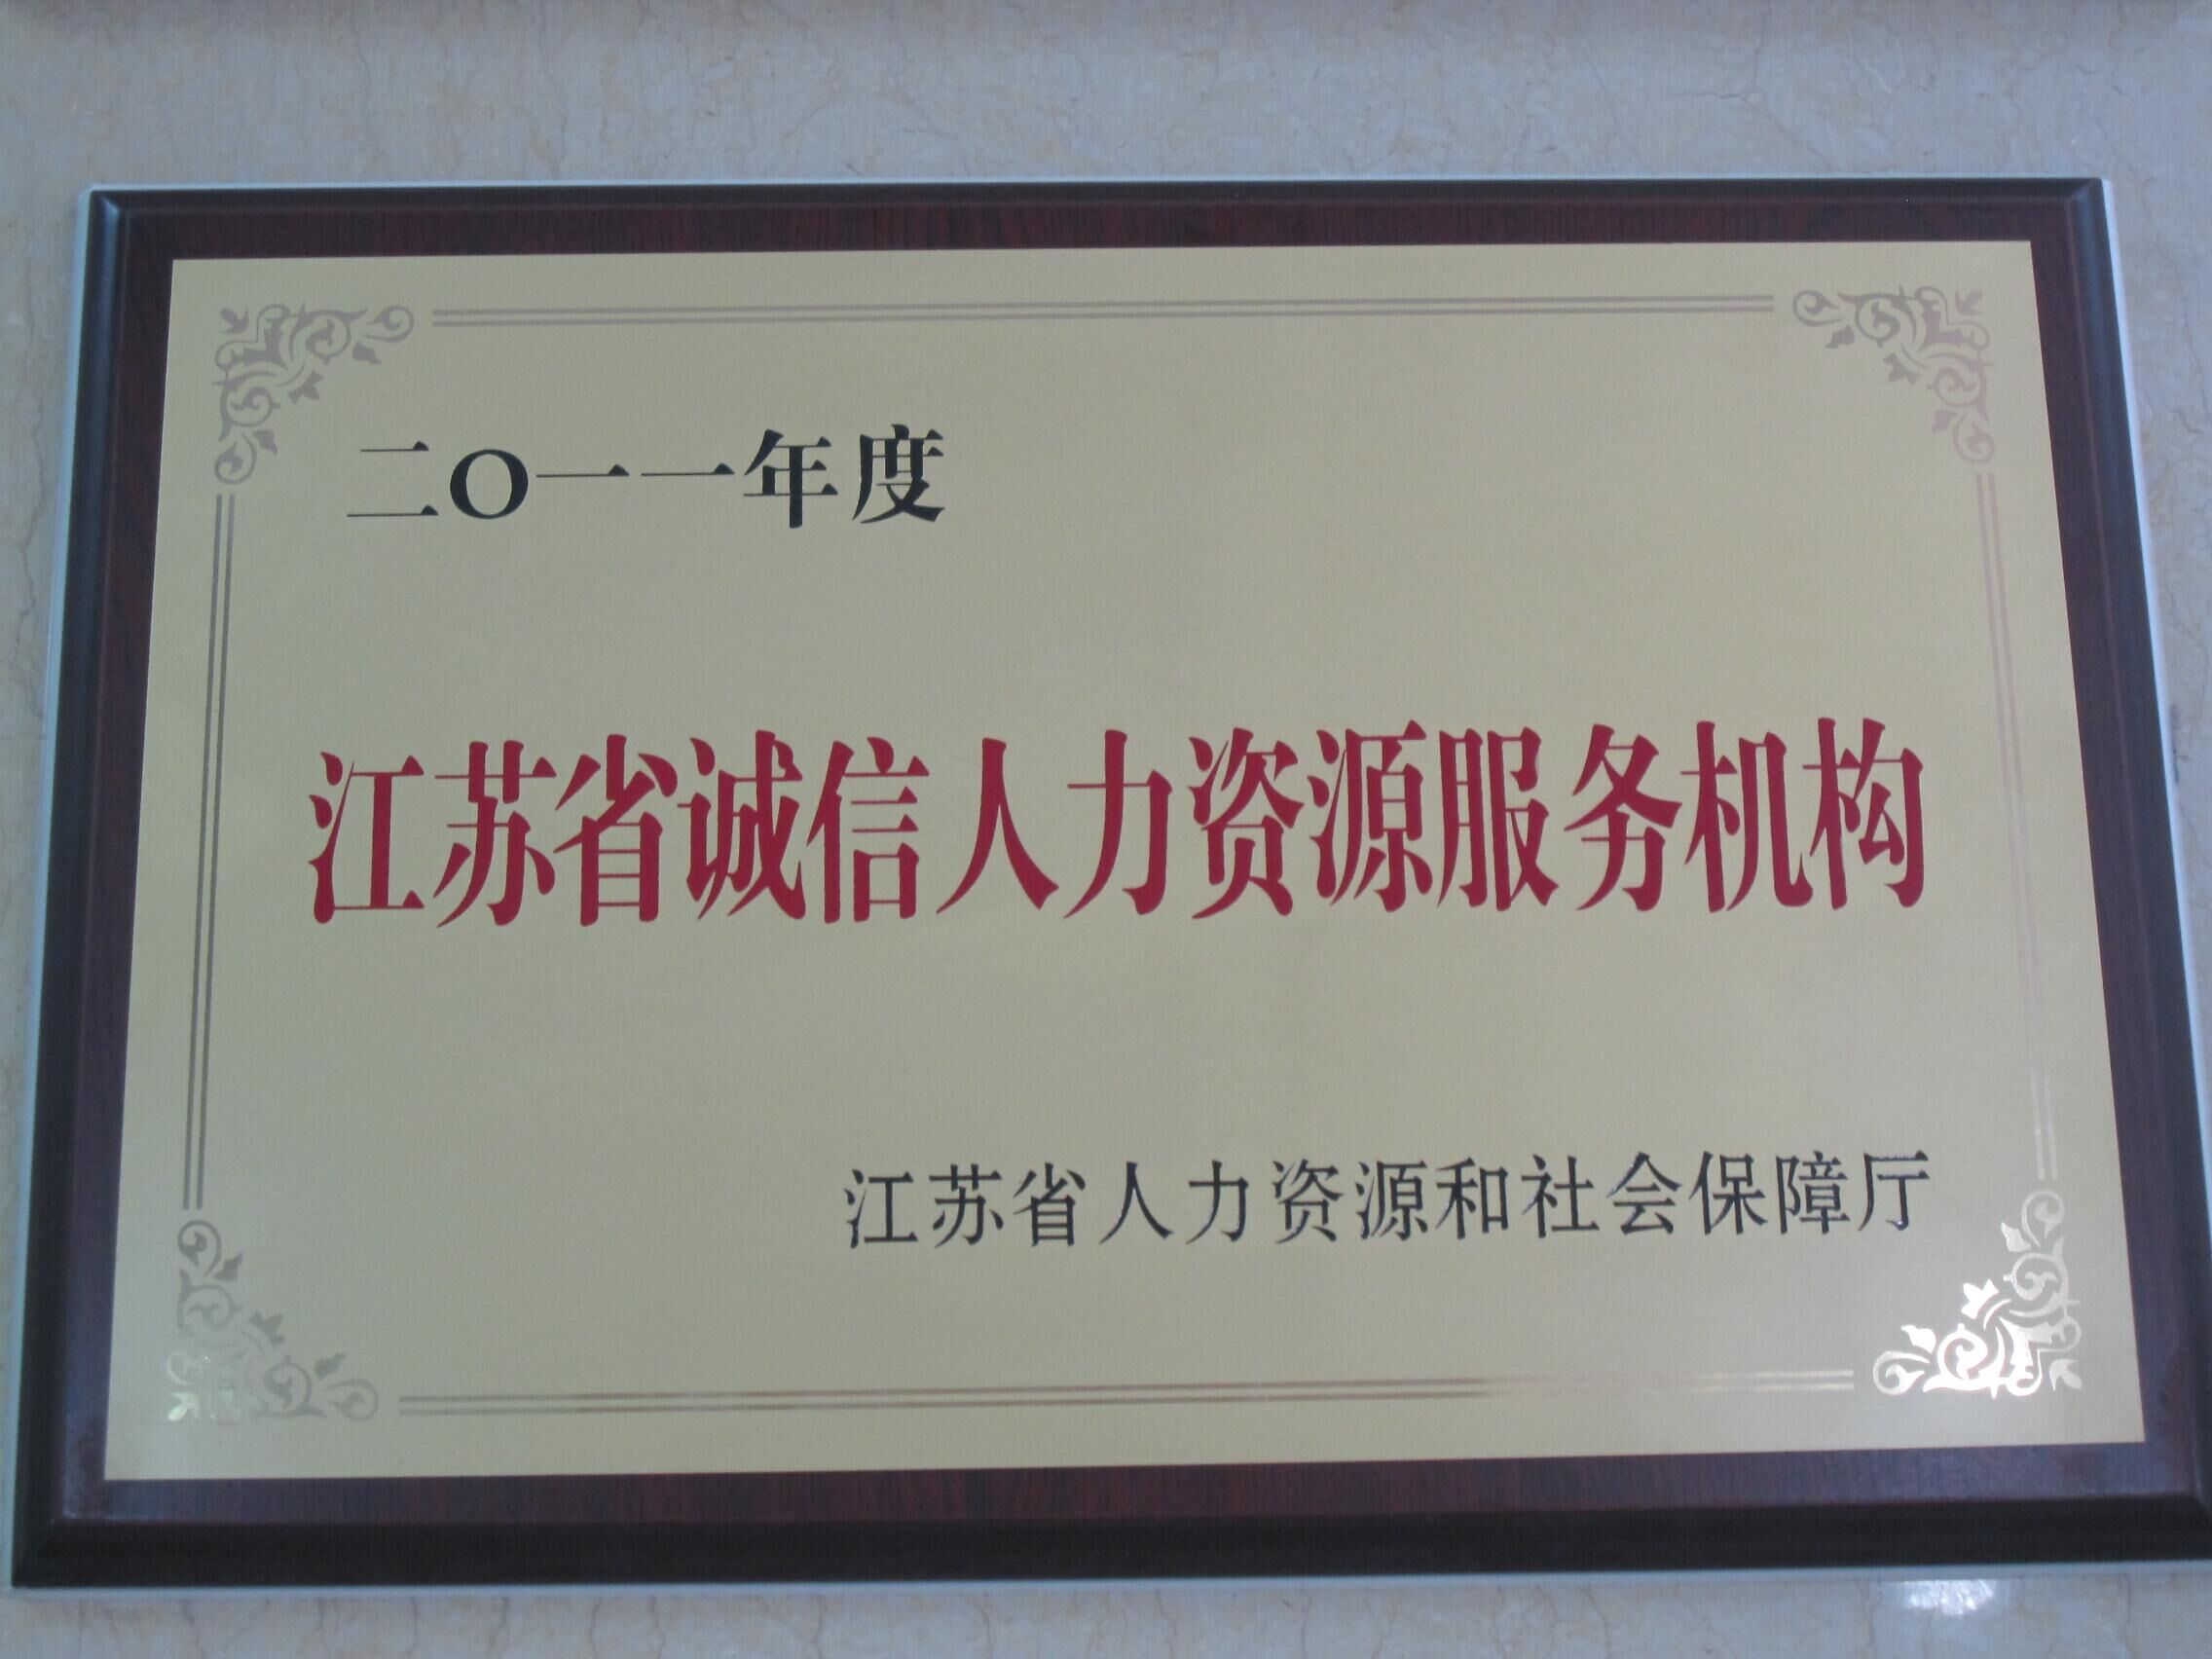 二〇一一年度
江苏省诚信人力资源服务机构
江苏省人力资源和社会保障厅